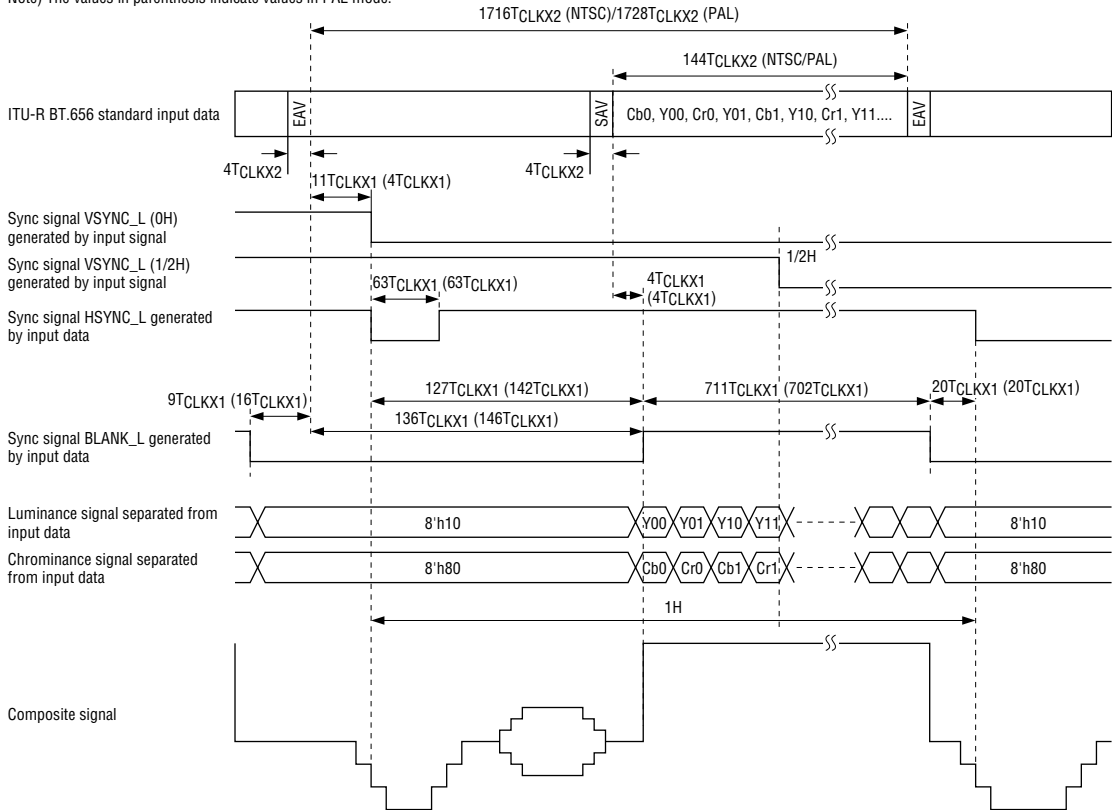 Note) The values in parenthesis indicate values in PAL mode.
1716TCLKX2 (NTSC)/1728TCLKX2 (PAL)
144TCLKX2 (NTSC/PAL)
ITU-R BT.656 standard input data
EAV
SAV
Cb0, Y00, Cr0, Y01, Cb1, Y10, Cr1, Y11....
EAV
4TCLKX2
4TCLKX2
11TCLKX1 (4TCLKX1)
Sync signal VSYNC_L (0H)
generated by input signal
Sync signal VSYNC_L (1/2H)
generated by input signal
1/2H
63TCLKX1 (63TCLKX1)
4TCLKX1
(4TCLKX1)
Sync signal HSYNC_L generated
by input data
127TCLKX1 (142TCLKX1)
711TCLKX1 (702TCLKX1)
20TCLKX1 (20TCLKX1)
9TCLKX1 (16TCLKX1)
136TCLKX1 (146TCLKX1)
Sync signal BLANK_L generated
by input data
Luminance signal separated from
input data
8'h10
Y00
Y01
Y10
Y11
8'h10
Chrominance signal separated
from input data
8'h80
Cb0
Cr0
Cb1
Cr1
8'h80
1H
Composite signal